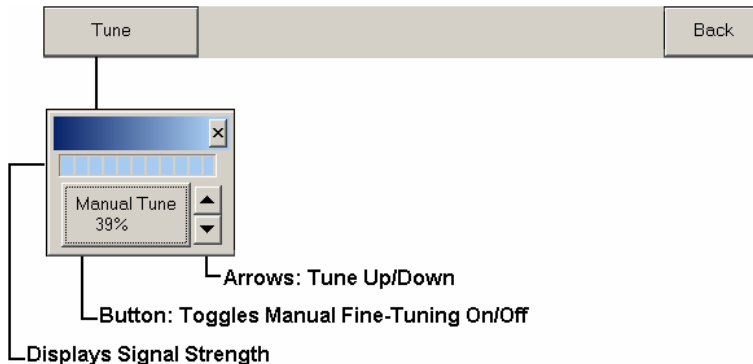 Tune
Back
Manual Tune
39%
Arrows: Tune Up/Down
Button: Toggles Manual Fine-Tuning On/Off
Displays Signal Strength